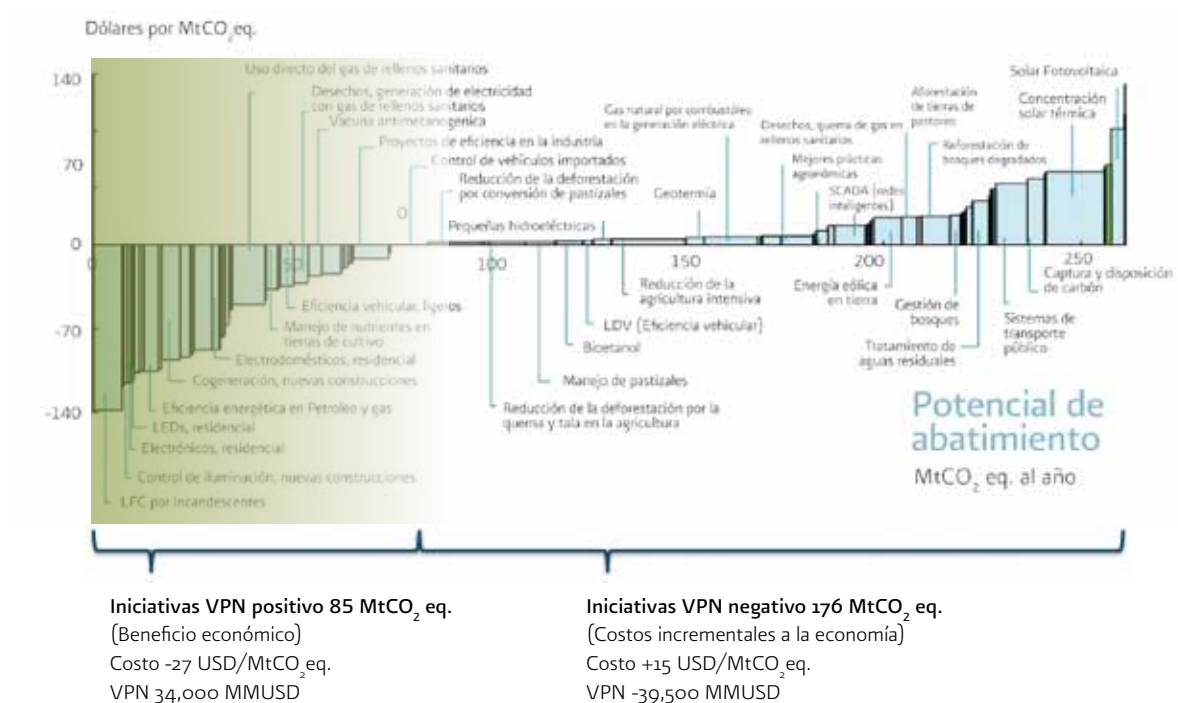 Dólares por MtCO2eq.
140
70
0
-70
-140
Uso directo del gas de rellenos sanitarios
Desechos, generación de electricidad
con gas de rellenos sanitarios
Vacuna antimetanogenica
Proyectos de eficiencia en la industria
Control de vehículos importados
Reducción de la deforestación
por conversión de pastizales
0
Pequeñas hidroeléctricas
Gas natural por combustóleo
en la generación eléctrica
Geotermia
Desechos, quema de gas en
rellenos sanitarios
Mejores prácticas
agronómicas
SCADA (redes
inteligentes)
Aforestación
de tierras de
pastoreo
Reforestación de
bosques degradados
Solar Fotovoltaica
Concentración
solar térmica
0
50
100
150
200
250
Eficiencia vehicular, ligeros
Manejo de nutrientes en
tierras de cultivo
Electrodomésticos, residencial
Cogeneración, nuevas construcciones
Eficiencia energética en Petroleo y gas
LEDs, residencial
Electrónicos, residencial
Control de iluminación, nuevas construcciones
LFC por Incandescentes
Reducción de la
agricultura intensiva
LDV (Eficiencia vehicular)
Bioetanol
Manejo de pastizales
Reducción de la deforestación por la
quema y tala en la agricultura
Energía eólica
en tierra
Gestión de
bosques
Tratamiento de
aguas residuales
Captura y disposición
de carbón
Sistemas de
transporte
público
Potencial de
abatimiento
MtCO2 eq. al año
Iniciativas VPN positivo 85 MtCO2 eq.
(Beneficio económico)
Costo -27 USD/MtCO2eq.
VPN 34,000 MMUSD
Iniciativas VPN negativo 176 MtCO2 eq.
(Costos incrementales a la economía)
Costo +15 USD/MtCO2eq.
VPN -39,500 MMUSD